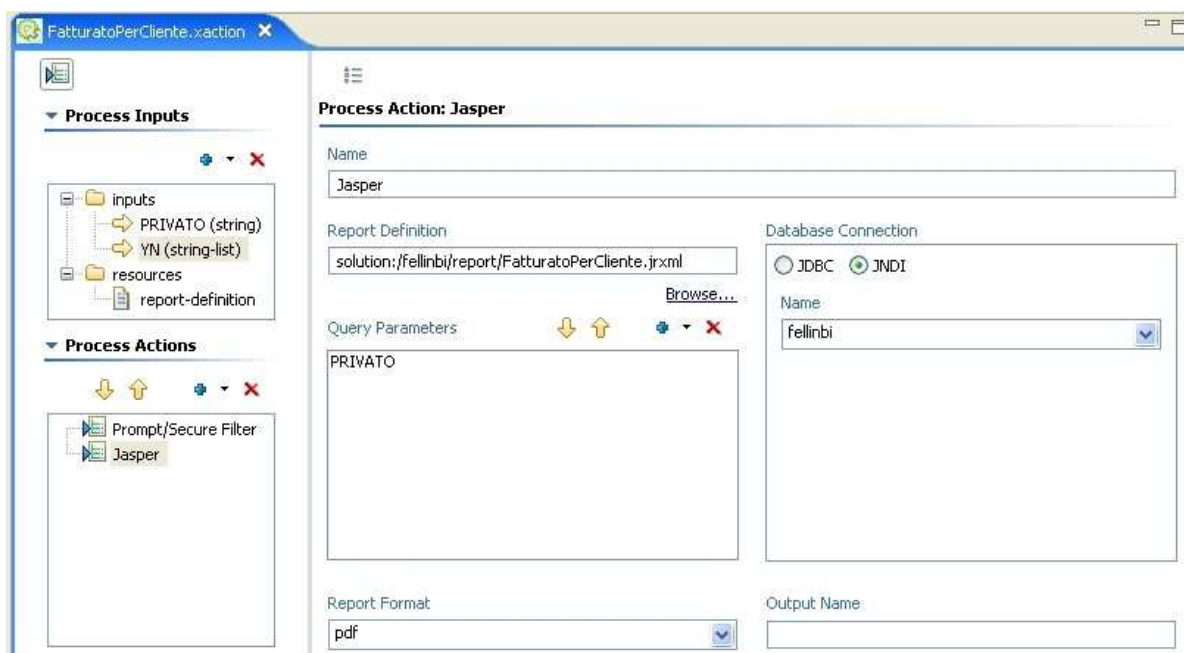 FatturatoPerCliente.xaction
Process Inputs
inputs
PRIVATO (string)
YN (string-list)
resources
report-definition
Process Actions
Prompt/Secure Filter
Jasper
Process Action: Jasper
Name
Jasper
Report Definition
solution:/fellinbi/report/FatturatoPerCliente.jrxml
Browse...
Query Parameters
PRIVATO
Database Connection
JDBC JNDI
Name
fellinbi
Report Format
pdf
Output Name